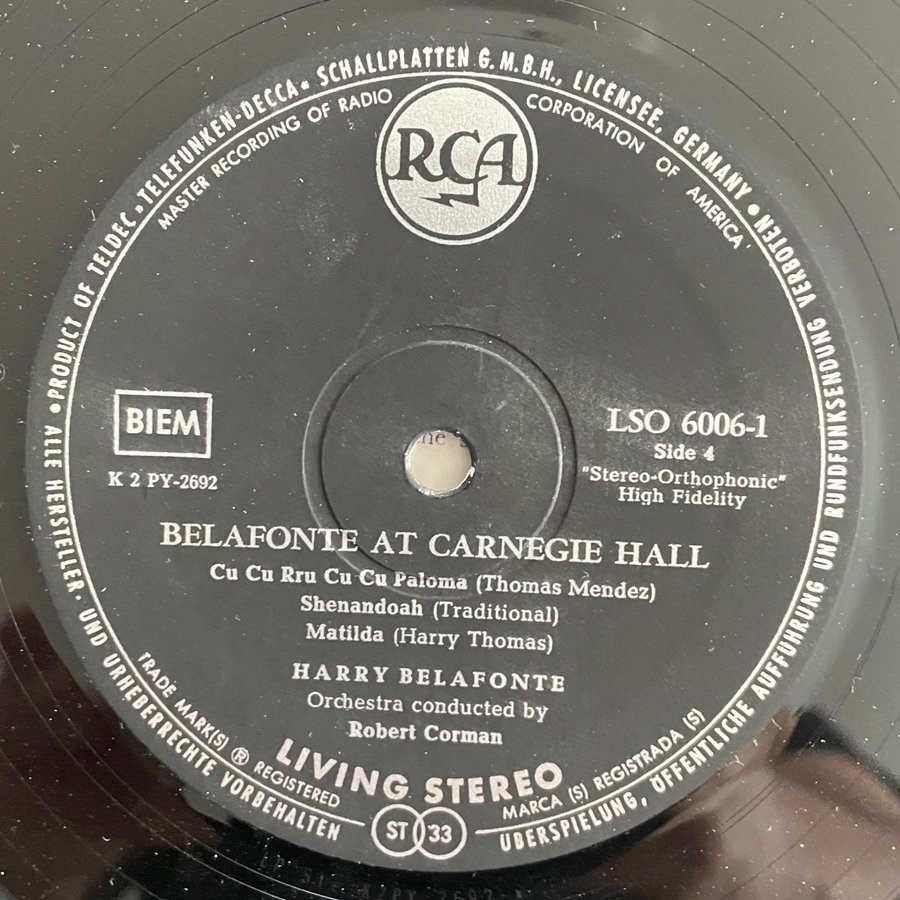 PRODUCT OF TELDEC • TELEFUNKEN-DECCA • SCHALLPLATTEN G.M.B.H., LICENSEE, GERMANY •
MASTER RECORDING OF RADIO CORPORATION OF AMERICA
RCA
BIEM
K 2 PY-2692
LSO 6006-1
Side 4
"Stereo-Orthophonic"
High Fidelity
BELAFONTE AT CARNEGIE HALL
Cu Cu Rru Cu Cu Paloma (Thomas Mendez)
Shenandoah (Traditional)
Matilda (Harry Thomas)
HARRY BELAFONTE
Orchestra conducted by
Robert Corman
LIVING STEREO
TRADE MARK(S) ® REGISTERED
MARCA (S) REGISTRADA (S)
ST 33
• ALLE HERSTELLER- UND URHEBERRECHTE VORBEHALTEN
ÜBERSPIELUNG, ÖFFENTLICHE AUFFÜHRUNG UND RUNDFUNKSENDUNG VERBOTEN